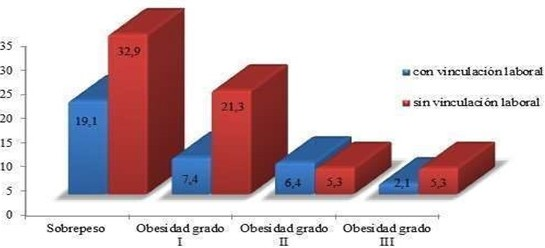 35
30
25
20
15
10
5
0
19,1
32,9
7,4
21,3
6,4
5,3
2,1
5,3
Sobrepeso
Obesidad grado
I
Obesidad grado
II
Obesidad grado
III
con vinculación laboral
sin vinculación laboral